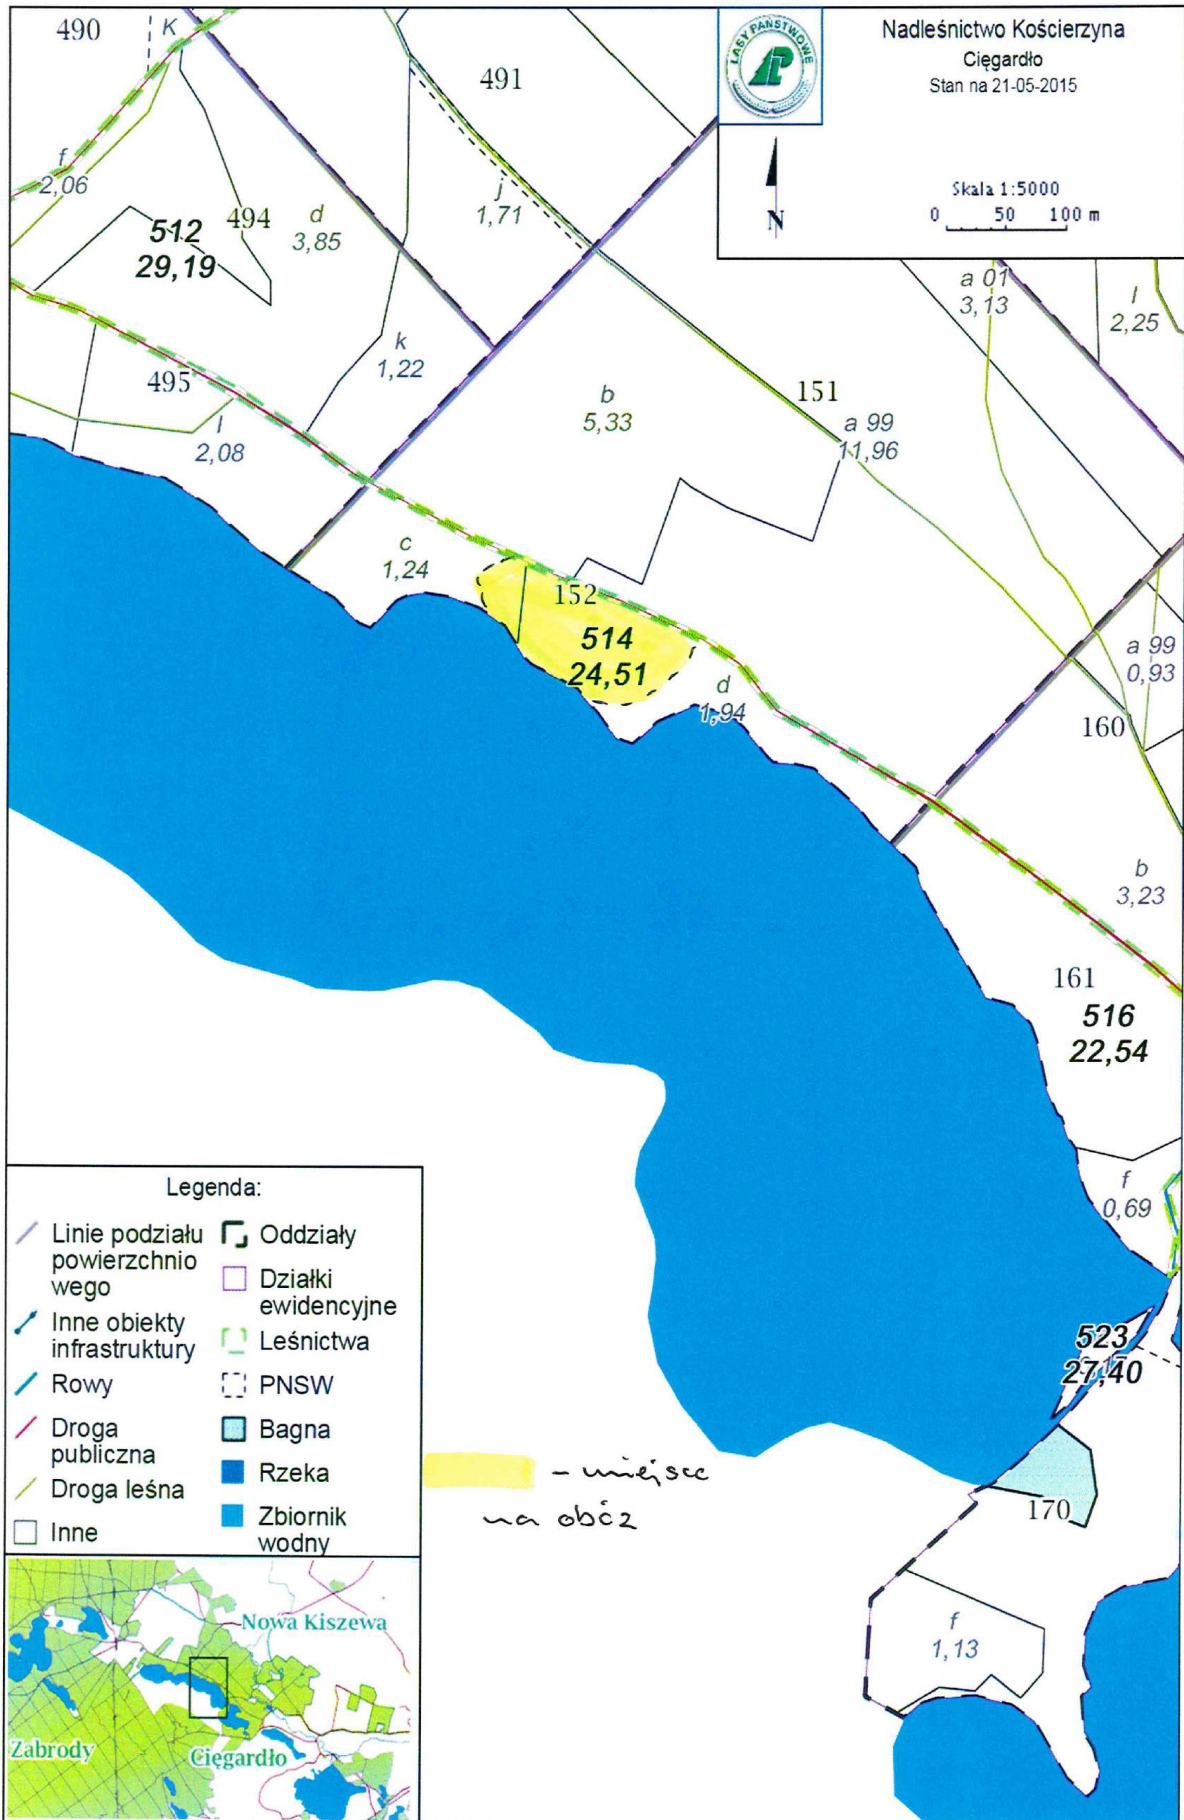 490
K
491
LASY PAŃSTWOWE
Nadleśnictwo Kościerzyna
Cięgardło
Stan na 21-05-2015
Skala 1:5000
0 50 100 m
N
f
2,06
494
d
3,85
j
1,71
512
29,19
a 01
3,13
l
2,25
k
1,22
495
l
2,08
b
5,33
151
a 99
11,96
c
1,24
152
514
24,51
d
1,94
a 99
0,93
160
b
3,23
161
516
22,54
f
0,69
523
27,40
170
f
1,13
Legenda:
Linie podziału
powierzchnio
wego
Inne obiekty
infrastruktury
Rowy
Droga
publiczna
Droga leśna
Inne
Oddziały
Działki
ewidencyjne
Leśnictwa
PNSW
Bagna
Rzeka
Zbiornik
wodny
- miejsce
na obóz
Nowa Kiszewa
Zabrody
Cięgardło